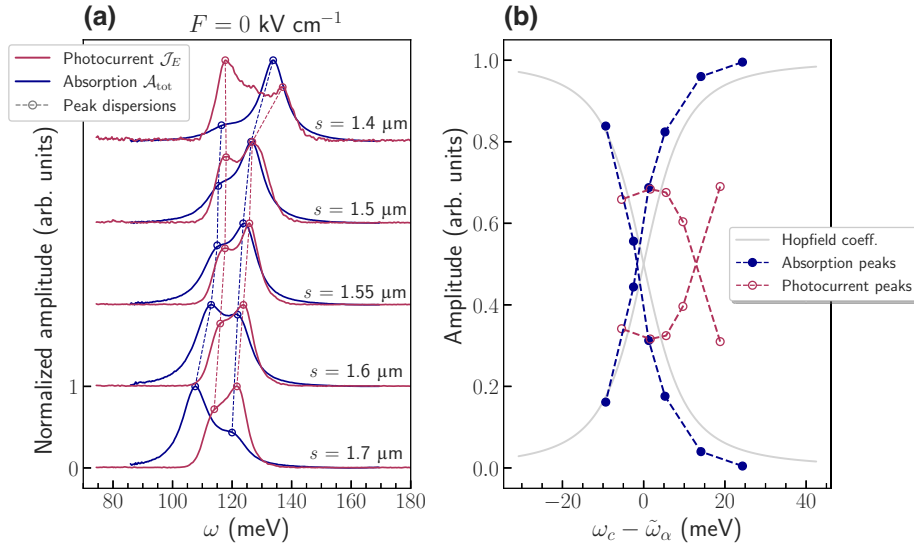 (a)
F = 0 kV cm⁻¹
Photocurrent 𝒥_E
Absorption 𝒜_tot
Peak dispersions
s = 1.4 µm
s = 1.5 µm
s = 1.55 µm
s = 1.6 µm
s = 1.7 µm
Normalized amplitude (arb. units)
1
0
80 100 120 140 160 180
ω (meV)
(b)
Amplitude (arb. units)
1.0
0.8
0.6
0.4
0.2
0.0
Hopfield coeff.
Absorption peaks
Photocurrent peaks
−20 0 20 40
ω_c − ω̃_α (meV)